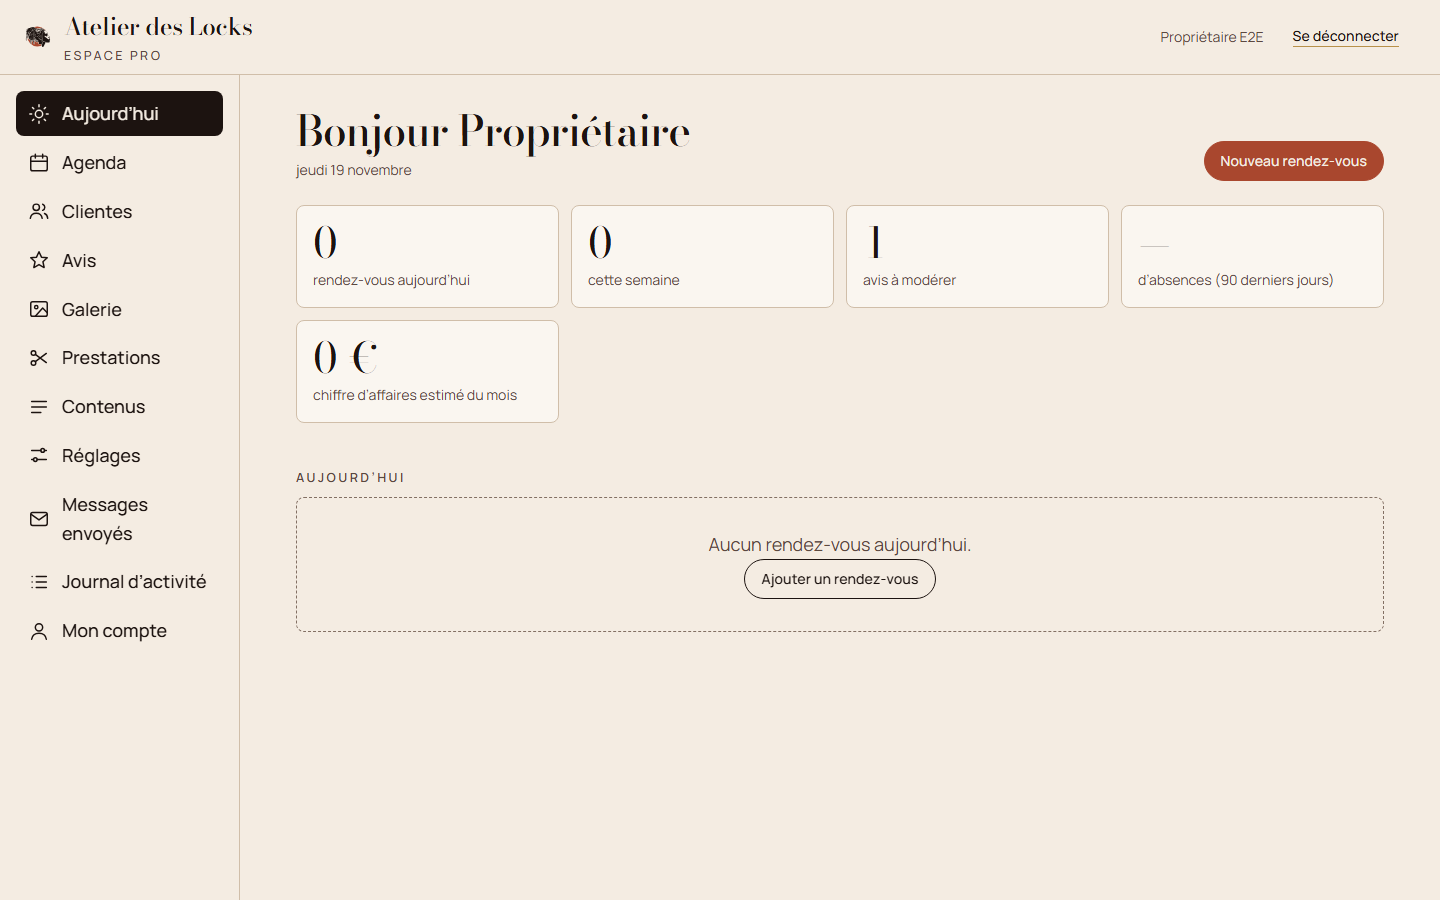 Atelier des Locks
ESPACE PRO
Propriétaire E2E
Se déconnecter
Aujourd’hui
Agenda
Clientes
Avis
Galerie
Prestations
Contenus
Réglages
Messages
envoyés
Journal d’activité
Mon compte
Bonjour Propriétaire
jeudi 19 novembre
Nouveau rendez-vous
0
rendez-vous aujourd’hui
0
cette semaine
1
avis à modérer
—
d’absences (90 derniers jours)
0 €
chiffre d’affaires estimé du mois
AUJOURD’HUI
Aucun rendez-vous aujourd’hui.
Ajouter un rendez-vous